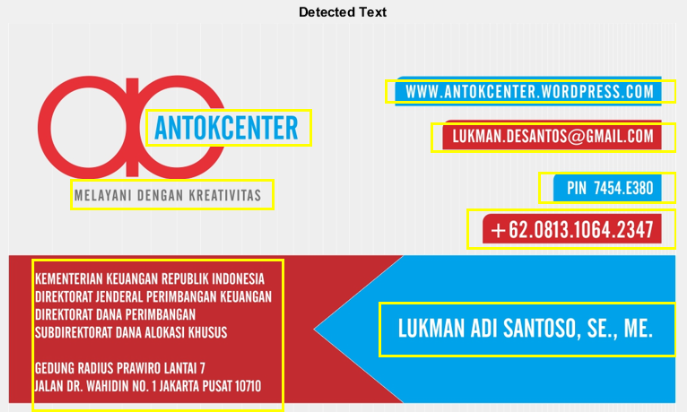 Detected Text
ANTOKCENTER
MELAYANI DENGAN KREATIVITAS
WWW.ANTOKCENTER.WORDPRESS.COM
LUKMAN.DESANTOS@GMAIL.COM
PIN 7454.E380
+62.0813.1064.2347
KEMENTERIAN KEUANGAN REPUBLIK INDONESIA
DIREKTORAT JENDERAL PERIMBANGAN KEUANGAN
DIREKTORAT DANA PERIMBANGAN
SUBDIREKTORAT DANA ALOKASI KHUSUS
GEDUNG RADIUS PRAWIRO LANTAI 7
JALAN DR. WAHIDIN NO. 1 JAKARTA PUSAT 10710
LUKMAN ADI SANTOSO, SE., ME.